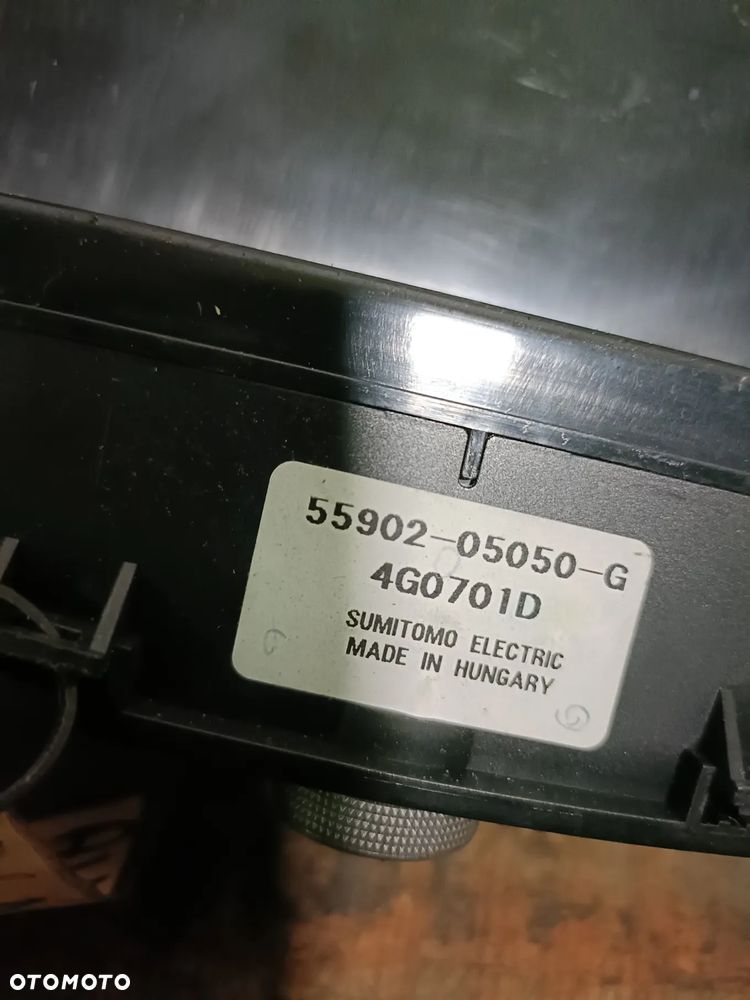 55902-05050-G
4G0701D
SUMITOMO ELECTRIC
MADE IN HUNGARY
OTOMOTO